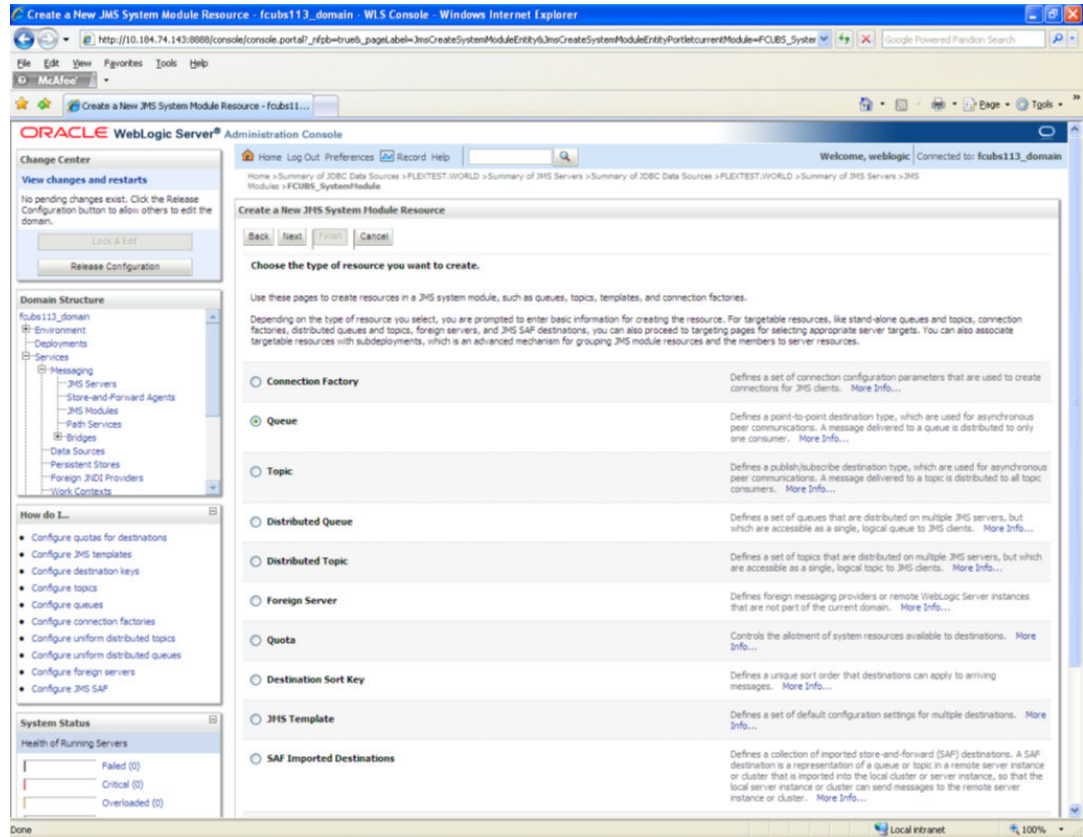 Create a New JMS System Module Resource - fcubs113_domain - WLS Console - Windows Internet Explorer
http://10.184.74.143:8888/console/console.portal?_nfpb=true&_pageLabel=JmsCreateSystemModuleEntity&JmsCreateSystemModuleEntityPortletcurrentModule=FCUBS_System
Google Powered Pandion Search
File Edit View Favorites Tools Help
McAfee
Create a New JMS System Module Resource - fcubs11...
Page Tools
ORACLE WebLogic Server® Administration Console
Change Center
View changes and restarts
No pending changes exist. Click the Release
Configuration button to allow others to edit the
domain.
Lock & Edit
Release Configuration
Domain Structure
fcubs113_domain
Environment
Deployments
Services
Messaging
JMS Servers
Store-and-Forward Agents
JMS Modules
Path Services
Bridges
Data Sources
Persistent Stores
Foreign JNDI Providers
Work Contexts
How do I...
Configure quotas for destinations
Configure JMS templates
Configure destination keys
Configure topics
Configure queues
Configure connection factories
Configure uniform distributed topics
Configure uniform distributed queues
Configure foreign servers
Configure JMS SAF
System Status
Health of Running Servers
Failed (0)
Critical (0)
Overloaded (0)
Home Log Out Preferences Record Help
Welcome, weblogic Connected to: fcubs113_domain
Home >Summary of JDBC Data Sources >FLEXTEST.WORLD >Summary of JMS Servers >Summary of JDBC Data Sources >FLEXTEST.WORLD >Summary of JMS Servers >JMS
Modules >FCUBS_SystemModule
Create a New JMS System Module Resource
Back Next Finish Cancel
Choose the type of resource you want to create.
Use these pages to create resources in a JMS system module, such as queues, topics, templates, and connection factories.
Depending on the type of resource you select, you are prompted to enter basic information for creating the resource. For targetable resources, like stand-alone queues and topics, connection
factories, distributed queues and topics, foreign servers, and JMS SAF destinations, you can also proceed to targeting pages for selecting appropriate server targets. You can also associate
targetable resources with subdeployments, which is an advanced mechanism for grouping JMS module resources and the members to server resources.
Connection Factory
Defines a set of connection configuration parameters that are used to create
connections for JMS clients. More Info...
Queue
Defines a point-to-point destination type, which are used for asynchronous
peer communications. A message delivered to a queue is distributed to only
one consumer. More Info...
Topic
Defines a publish/subscribe destination type, which are used for asynchronous
peer communications. A message delivered to a topic is distributed to all topic
consumers. More Info...
Distributed Queue
Defines a set of queues that are distributed on multiple JMS servers, but
which are accessible as a single, logical queue to JMS clients. More Info...
Distributed Topic
Defines a set of topics that are distributed on multiple JMS servers, but which
are accessible as a single, logical topic to JMS clients. More Info...
Foreign Server
Defines foreign messaging providers or remote WebLogic Server instances
that are not part of the current domain. More Info...
Quota
Controls the allotment of system resources available to destinations. More
Info...
Destination Sort Key
Defines a unique sort order that destinations can apply to arriving
messages. More Info...
JMS Template
Defines a set of default configuration settings for multiple destinations. More
Info...
SAF Imported Destinations
Defines a collection of imported store-and-forward (SAF) destinations. A SAF
destination is a representation of a queue or topic in a remote server instance
or cluster that is imported into the local cluster or server instance, so that the
local server instance or cluster can send messages to the remote server
instance or cluster. More Info...
Done
Local intranet
100%